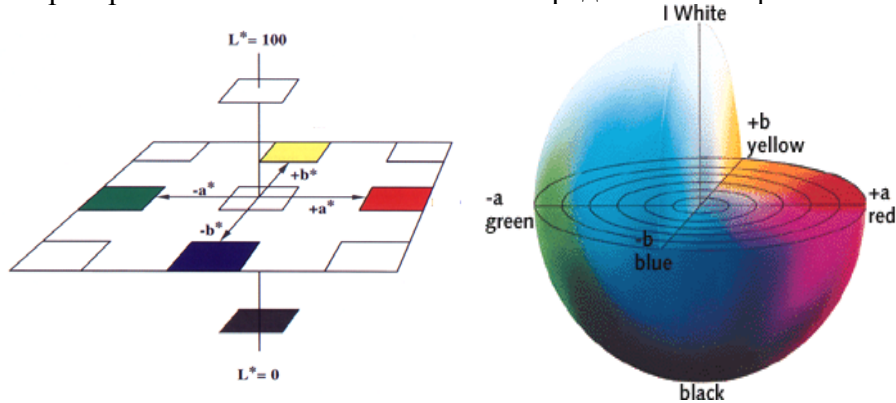 L*= 100
+b*
-a*
+a*
-b*
L*= 0
I White
+b
yellow
-a
green
+a
red
-b
blue
black